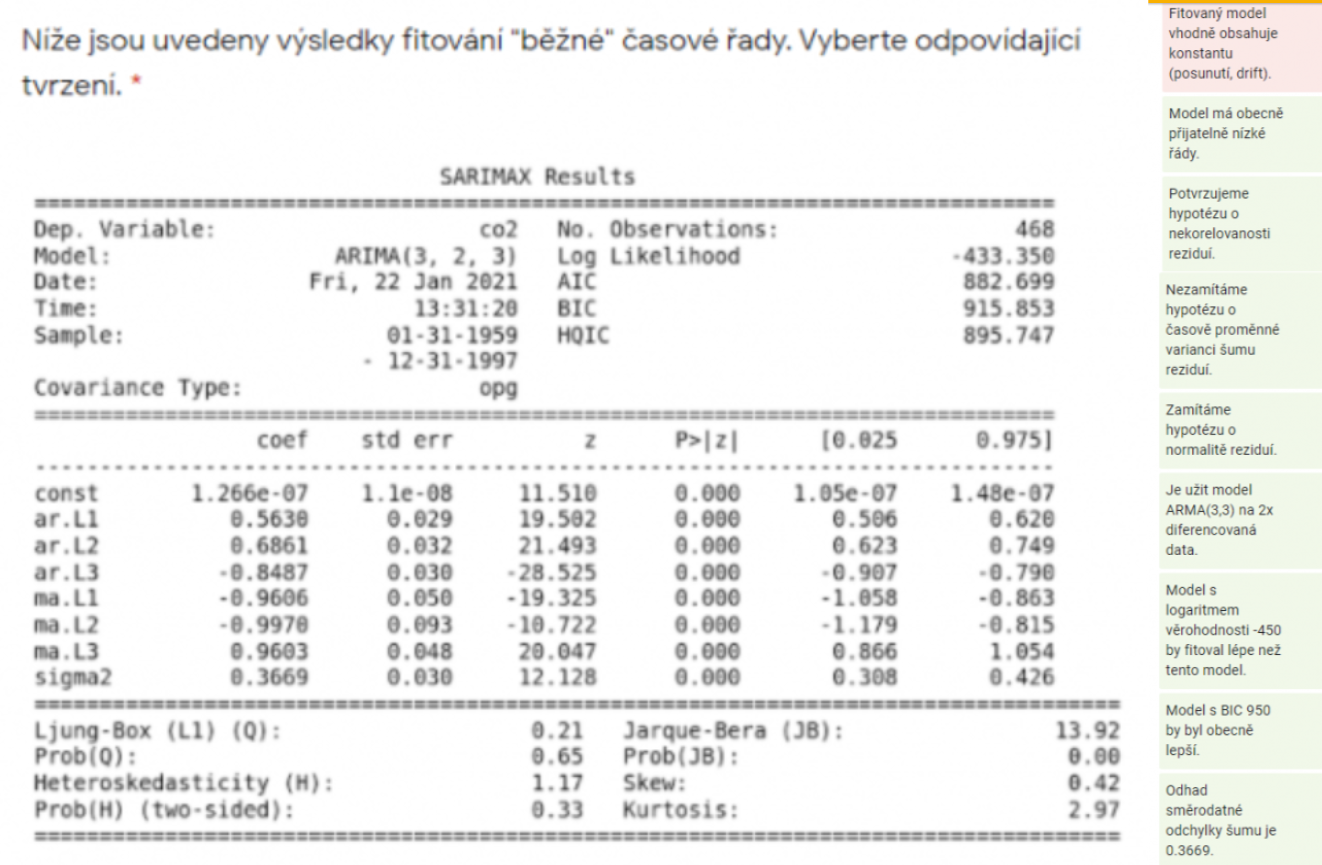 Níže jsou uvedeny výsledky fitování "běžné" časové řady. Vyberte odpovídající
tvrzení. *
SARIMAX Results
==============================================================================
Dep. Variable: co2 No. Observations: 468
Model: ARIMA(3, 2, 3) Log Likelihood -433.350
Date: Fri, 22 Jan 2021 AIC 882.699
Time: 13:31:20 BIC 915.853
Sample: 01-31-1959 HQIC 895.747
- 12-31-1997
Covariance Type: opg
==============================================================================
coef std err z P>|z| [0.025 0.975]
------------------------------------------------------------------------------
const 1.266e-07 1.1e-08 11.510 0.000 1.05e-07 1.48e-07
ar.L1 0.5630 0.029 19.502 0.000 0.506 0.620
ar.L2 0.6861 0.032 21.493 0.000 0.623 0.749
ar.L3 -0.8487 0.030 -28.525 0.000 -0.907 -0.790
ma.L1 -0.9606 0.050 -19.325 0.000 -1.058 -0.863
ma.L2 -0.9970 0.093 -10.722 0.000 -1.179 -0.815
ma.L3 0.9603 0.048 20.047 0.000 0.866 1.054
sigma2 0.3669 0.030 12.128 0.000 0.308 0.426
===================================================================================
Ljung-Box (L1) (Q): 0.21 Jarque-Bera (JB): 13.92
Prob(Q): 0.65 Prob(JB): 0.00
Heteroskedasticity (H): 1.17 Skew: 0.42
Prob(H) (two-sided): 0.33 Kurtosis: 2.97
===================================================================================
Fitovaný model
vhodně obsahuje
konstantu
(posunutí, drift).
Model má obecně
přijatelně nízké
řády.
Potvrzujeme
hypotézu o
nekorelovanosti
reziduí.
Nezamítáme
hypotézu o
časově proměnné
varianci šumu
reziduí.
Zamítáme
hypotézu o
normalitě reziduí.
Je užit model
ARMA(3,3) na 2x
diferencovaná
data.
Model s
logaritmem
věrohodnosti -450
by fitoval lépe než
tento model.
Model s BIC 950
by byl obecně
lepší.
Odhad
směrodatné
odchylky šumu je
0.3669.